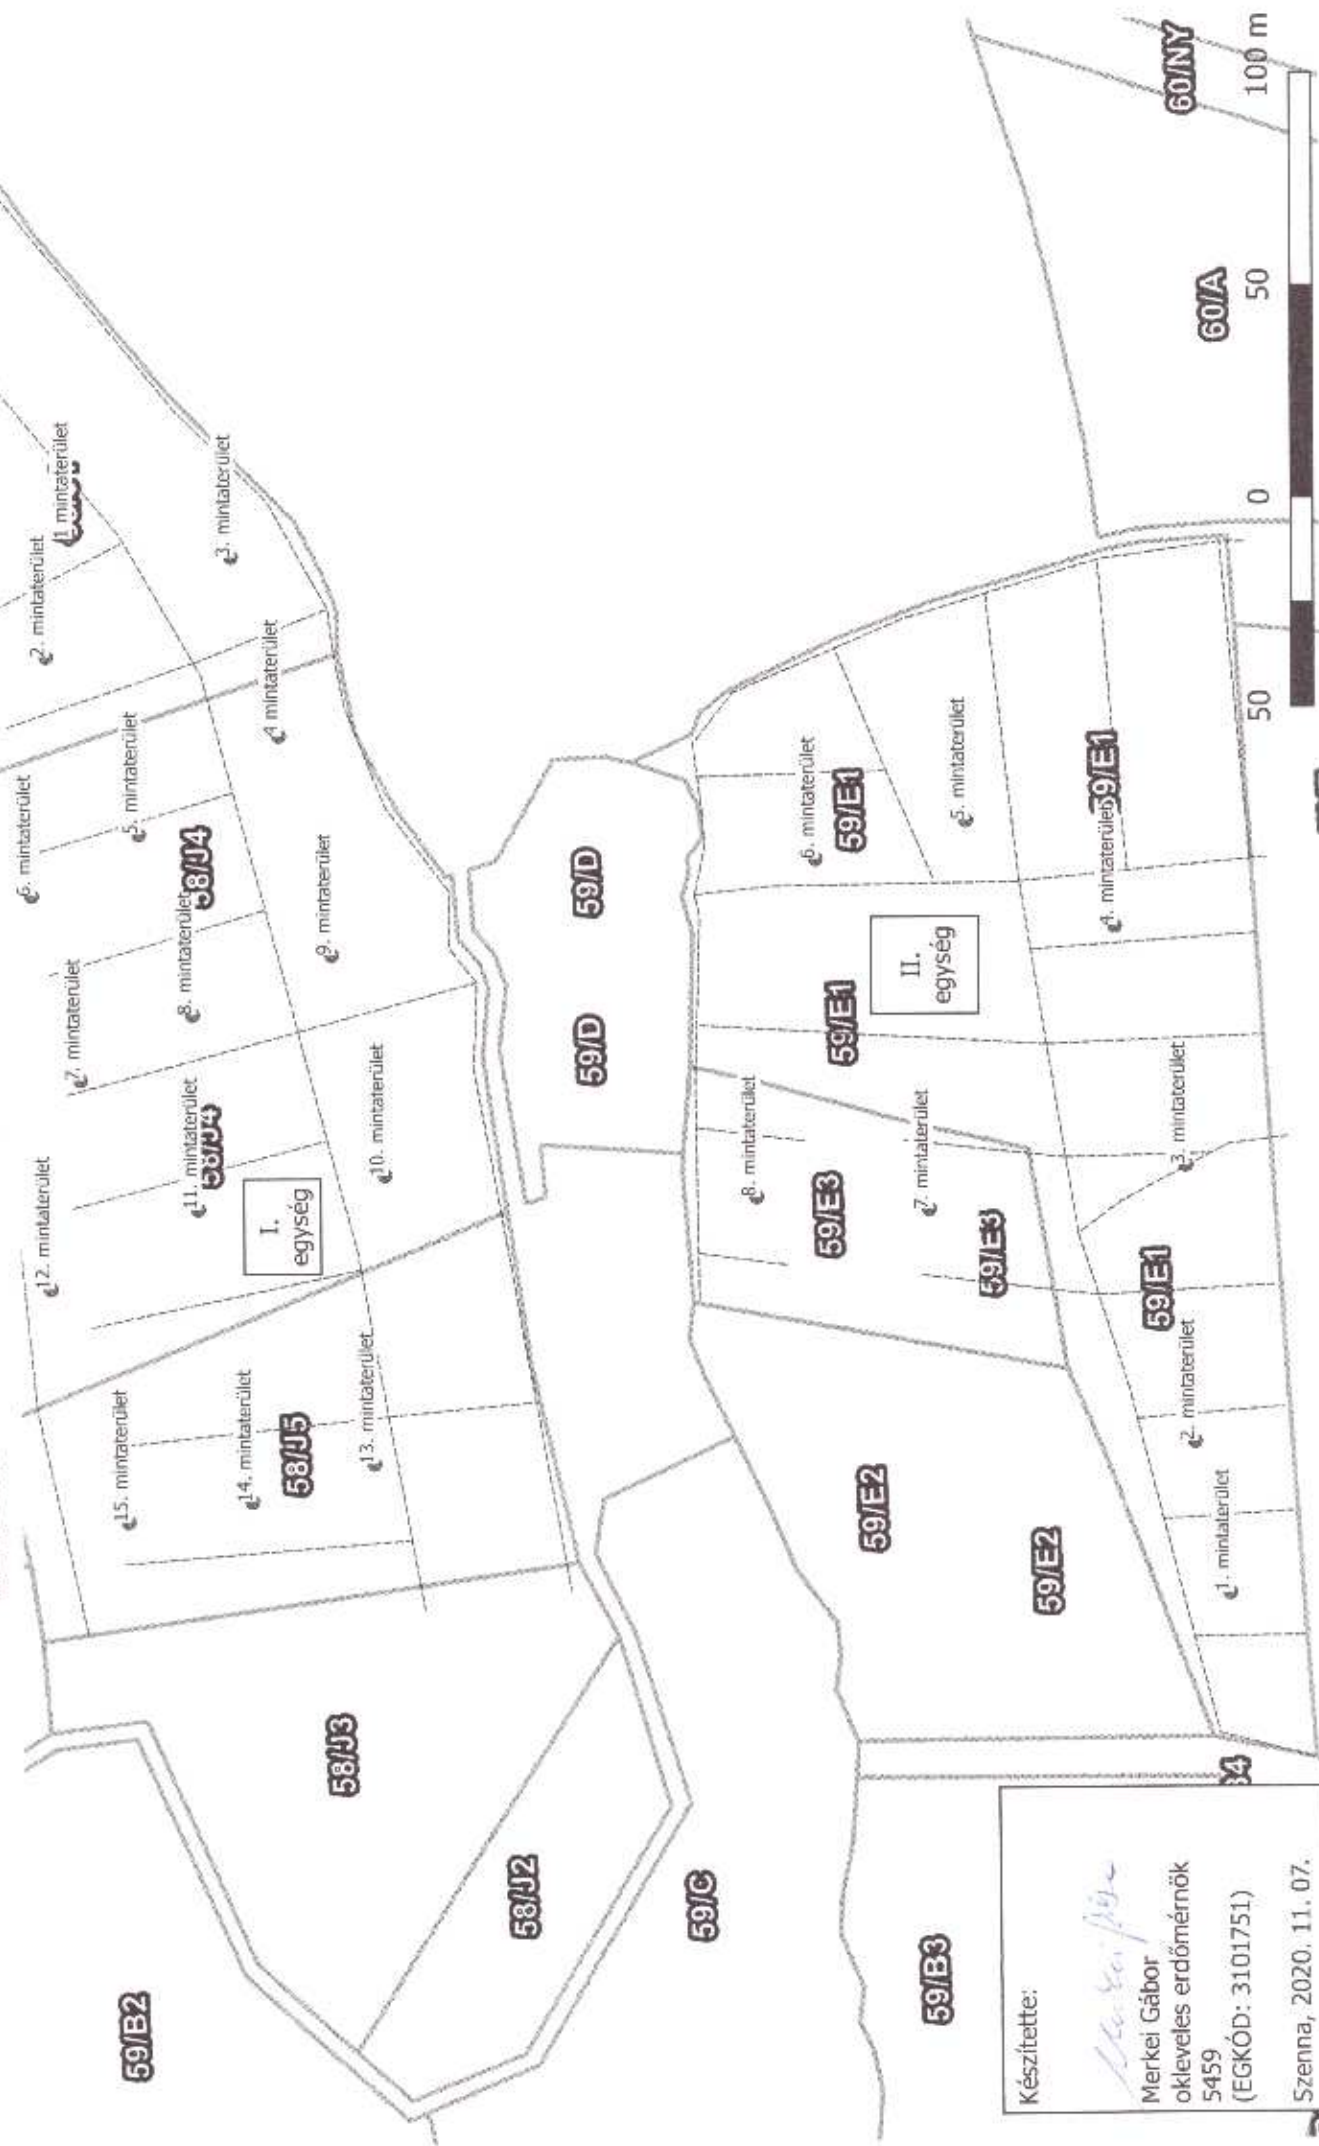 59/B2
58/J3
58/J2
59/C
59/B3
12. mintaterület
15. mintaterület
14. mintaterület
58/J5
13. mintaterület
6. mintaterület
7. mintaterület
5. mintaterület
8. mintaterület
58/J4
9. mintaterület
11. mintaterület
58/J4
10. mintaterület
I.
egység
2. mintaterület
1 mintaterület
3. mintaterület
4 mintaterület
59/D
59/D
8. mintaterület
59/E3
7. mintaterület
59/E3
6. mintaterület
59/E1
5. mintaterület
59/E1
II.
egység
4. mintaterület
59/E1
59/E2
59/E2
3. mintaterület
59/E1
2. mintaterület
1. mintaterület
60/NY
60/A
50 0 50 100 m
Készítette:
Merkei Gábor
okleveles erdőmérnök
5459
(EGKÓD: 3101751)
Szenna, 2020. 11. 07.